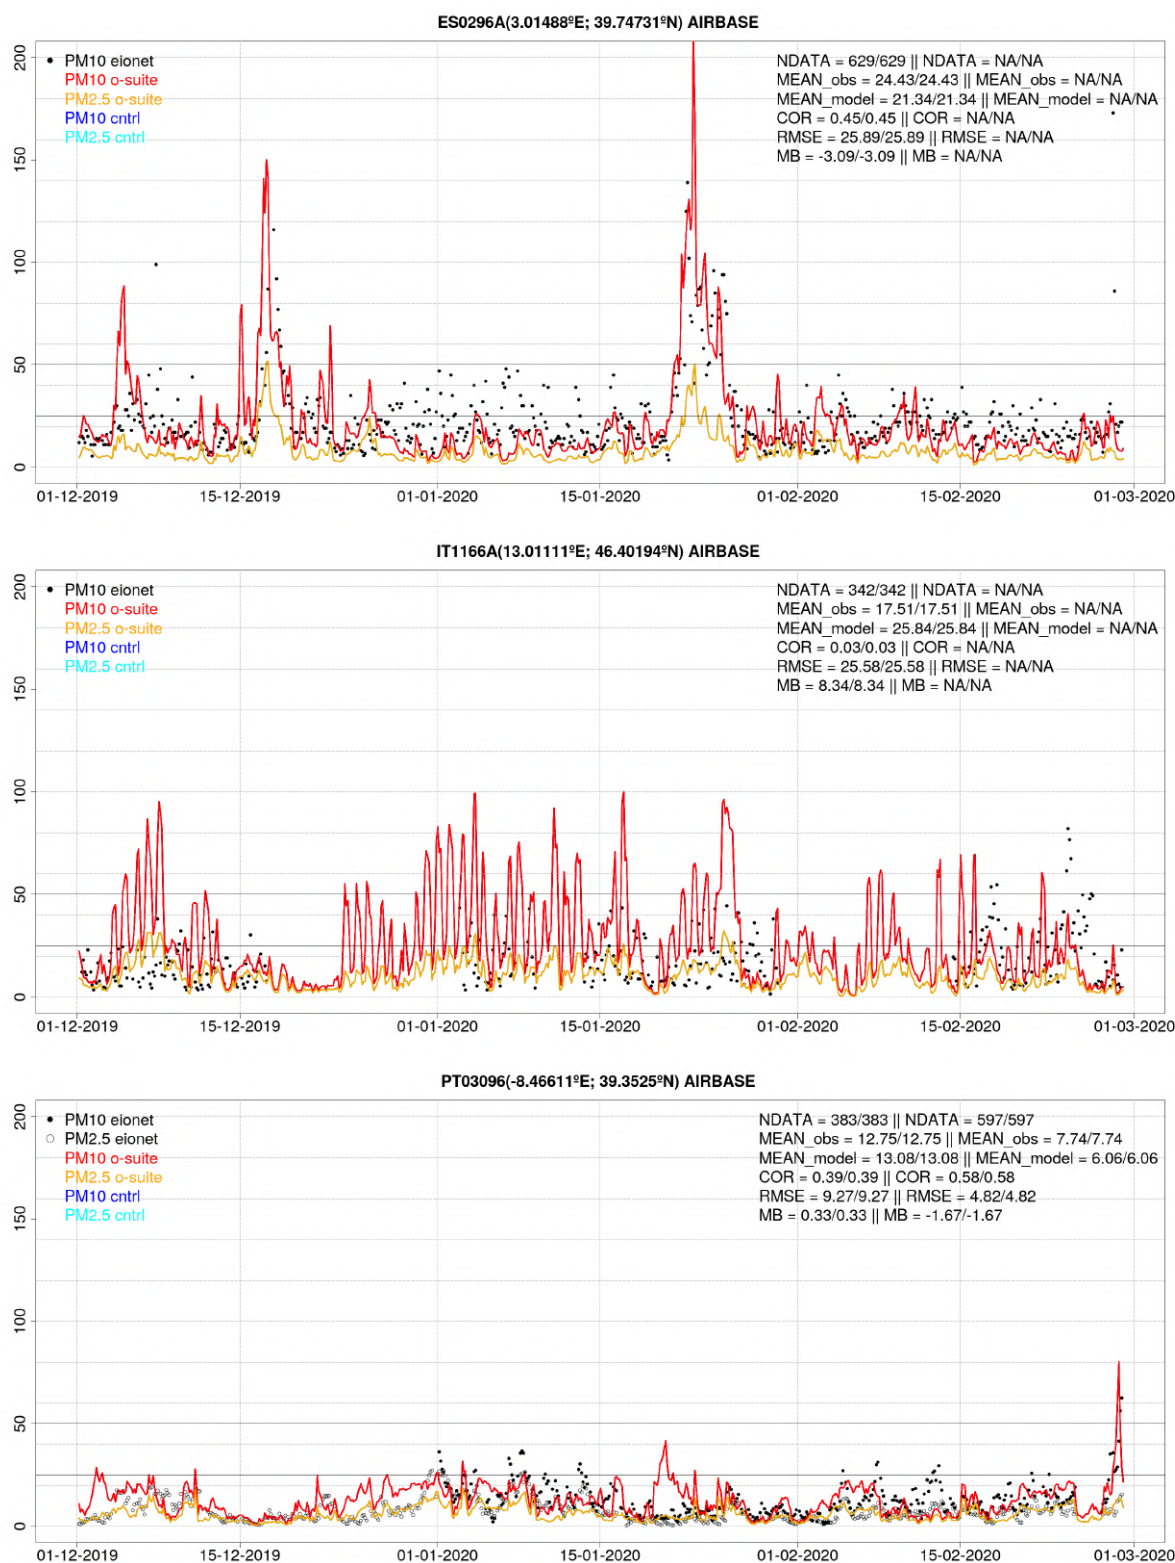 ES0296A(3.01488ºE; 39.74731ºN) AIRBASE
PM10 eionet
PM10 o-suite
PM2.5 o-suite
PM10 cntrl
PM2.5 cntrl
NDATA = 629/629 || NDATA = NA/NA
MEAN_obs = 24.43/24.43 || MEAN_obs = NA/NA
MEAN_model = 21.34/21.34 || MEAN_model = NA/NA
COR = 0.45/0.45 || COR = NA/NA
RMSE = 25.89/25.89 || RMSE = NA/NA
MB = -3.09/-3.09 || MB = NA/NA
200
150
100
50
0
01-12-2019 15-12-2019 01-01-2020 15-01-2020 01-02-2020 15-02-2020 01-03-2020
IT1166A(13.01111ºE; 46.40194ºN) AIRBASE
PM10 eionet
PM10 o-suite
PM2.5 o-suite
PM10 cntrl
PM2.5 cntrl
NDATA = 342/342 || NDATA = NA/NA
MEAN_obs = 17.51/17.51 || MEAN_obs = NA/NA
MEAN_model = 25.84/25.84 || MEAN_model = NA/NA
COR = 0.03/0.03 || COR = NA/NA
RMSE = 25.58/25.58 || RMSE = NA/NA
MB = 8.34/8.34 || MB = NA/NA
200
150
100
50
0
01-12-2019 15-12-2019 01-01-2020 15-01-2020 01-02-2020 15-02-2020 01-03-2020
PT03096(-8.46611ºE; 39.3525ºN) AIRBASE
PM10 eionet
PM2.5 eionet
PM10 o-suite
PM2.5 o-suite
PM10 cntrl
PM2.5 cntrl
NDATA = 383/383 || NDATA = 597/597
MEAN_obs = 12.75/12.75 || MEAN_obs = 7.74/7.74
MEAN_model = 13.08/13.08 || MEAN_model = 6.06/6.06
COR = 0.39/0.39 || COR = 0.58/0.58
RMSE = 9.27/9.27 || RMSE = 4.82/4.82
MB = 0.33/0.33 || MB = -1.67/-1.67
200
150
100
50
0
01-12-2019 15-12-2019 01-01-2020 15-01-2020 01-02-2020 15-02-2020 01-03-2020